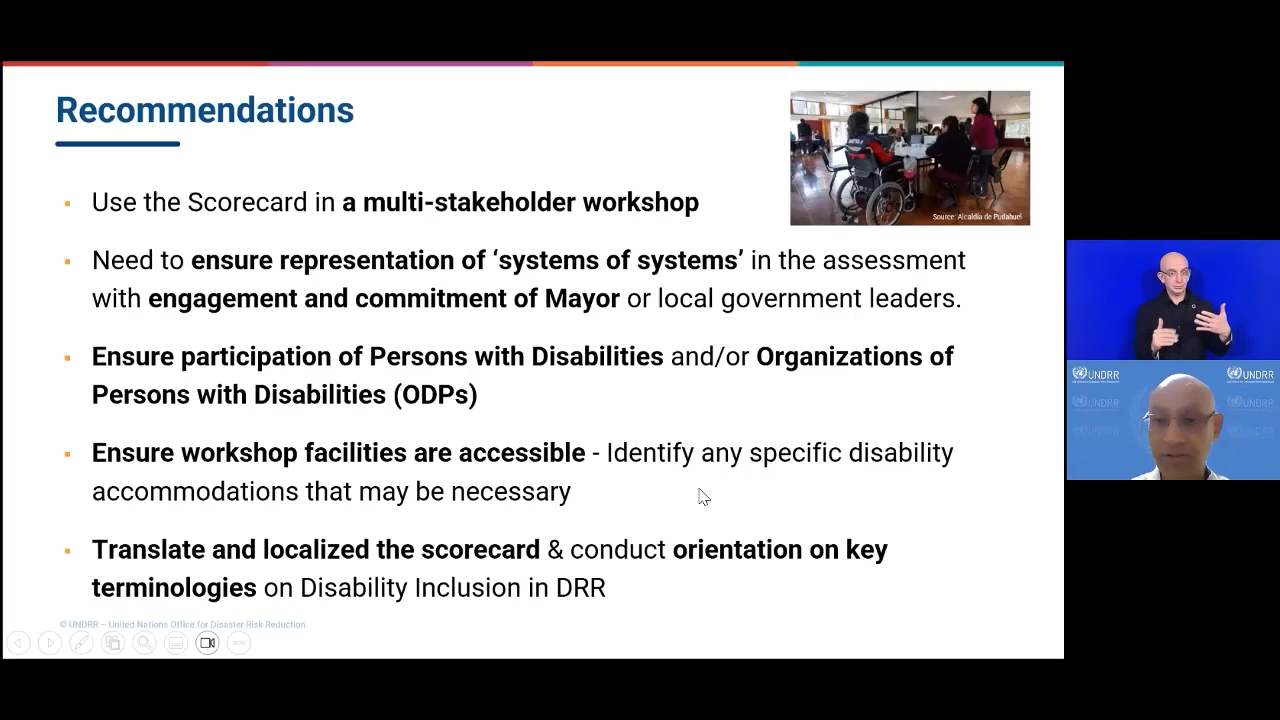 Recommendations
Use the Scorecard in a multi-stakeholder workshop
Need to ensure representation of ‘systems of systems’ in the assessment
with engagement and commitment of Mayor or local government leaders.
Ensure participation of Persons with Disabilities and/or Organizations of
Persons with Disabilities (ODPs)
Ensure workshop facilities are accessible - Identify any specific disability
accommodations that may be necessary
Translate and localized the scorecard & conduct orientation on key
terminologies on Disability Inclusion in DRR
© UNDRR – United Nations Office for Disaster Risk Reduction
Source: Alcaldía de Pudahuel
UNDRR
UNDRR
UNDRR
UNDRR